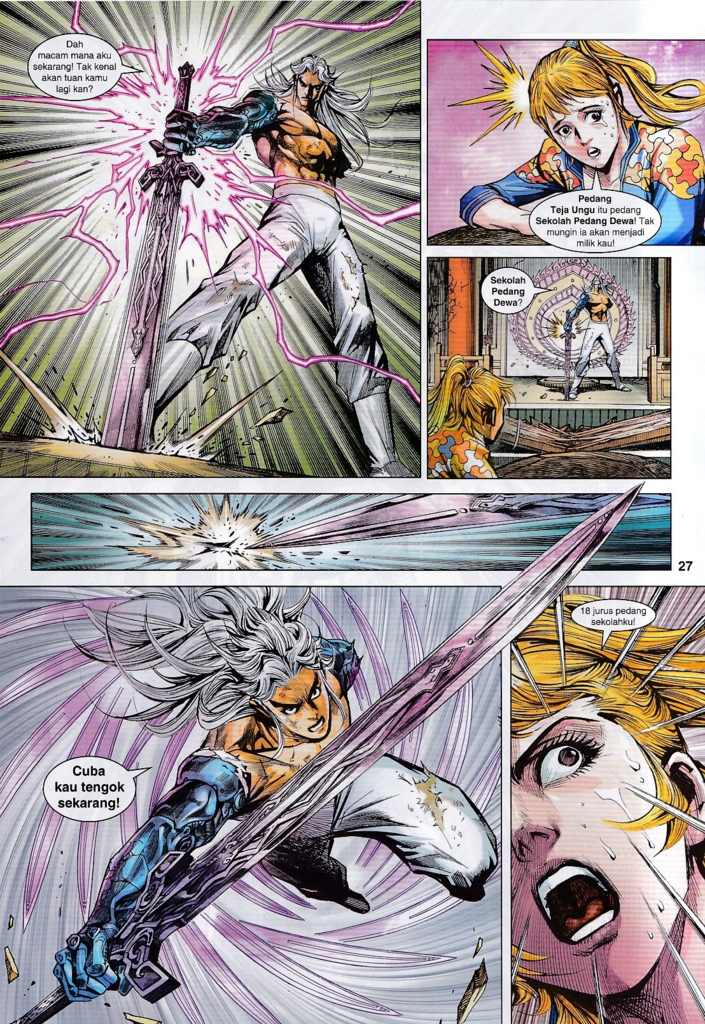 Dah
macam mana aku
sekarang! Tak kenal
akan tuan kamu
lagi kan?
Pedang
Teja Ungu itu pedang
Sekolah Pedang Dewa! Tak
mungin ia akan menjadi
milik kau!
Sekolah
Pedang
Dewa?
27
Cuba
kau tengok
sekarang!
18 jurus pedang
sekolahku!